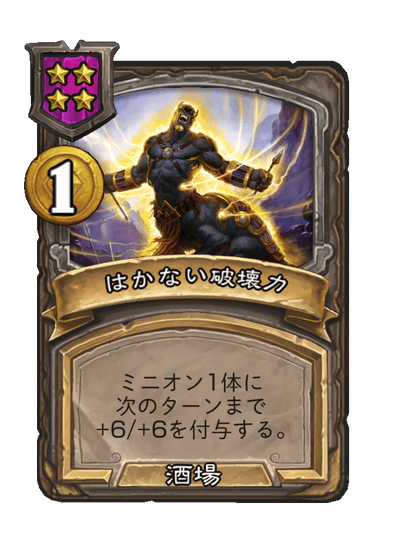 1
はかない破壊力
ミニオン1体に
次のターンまで
+6/+6を付与する。
酒場